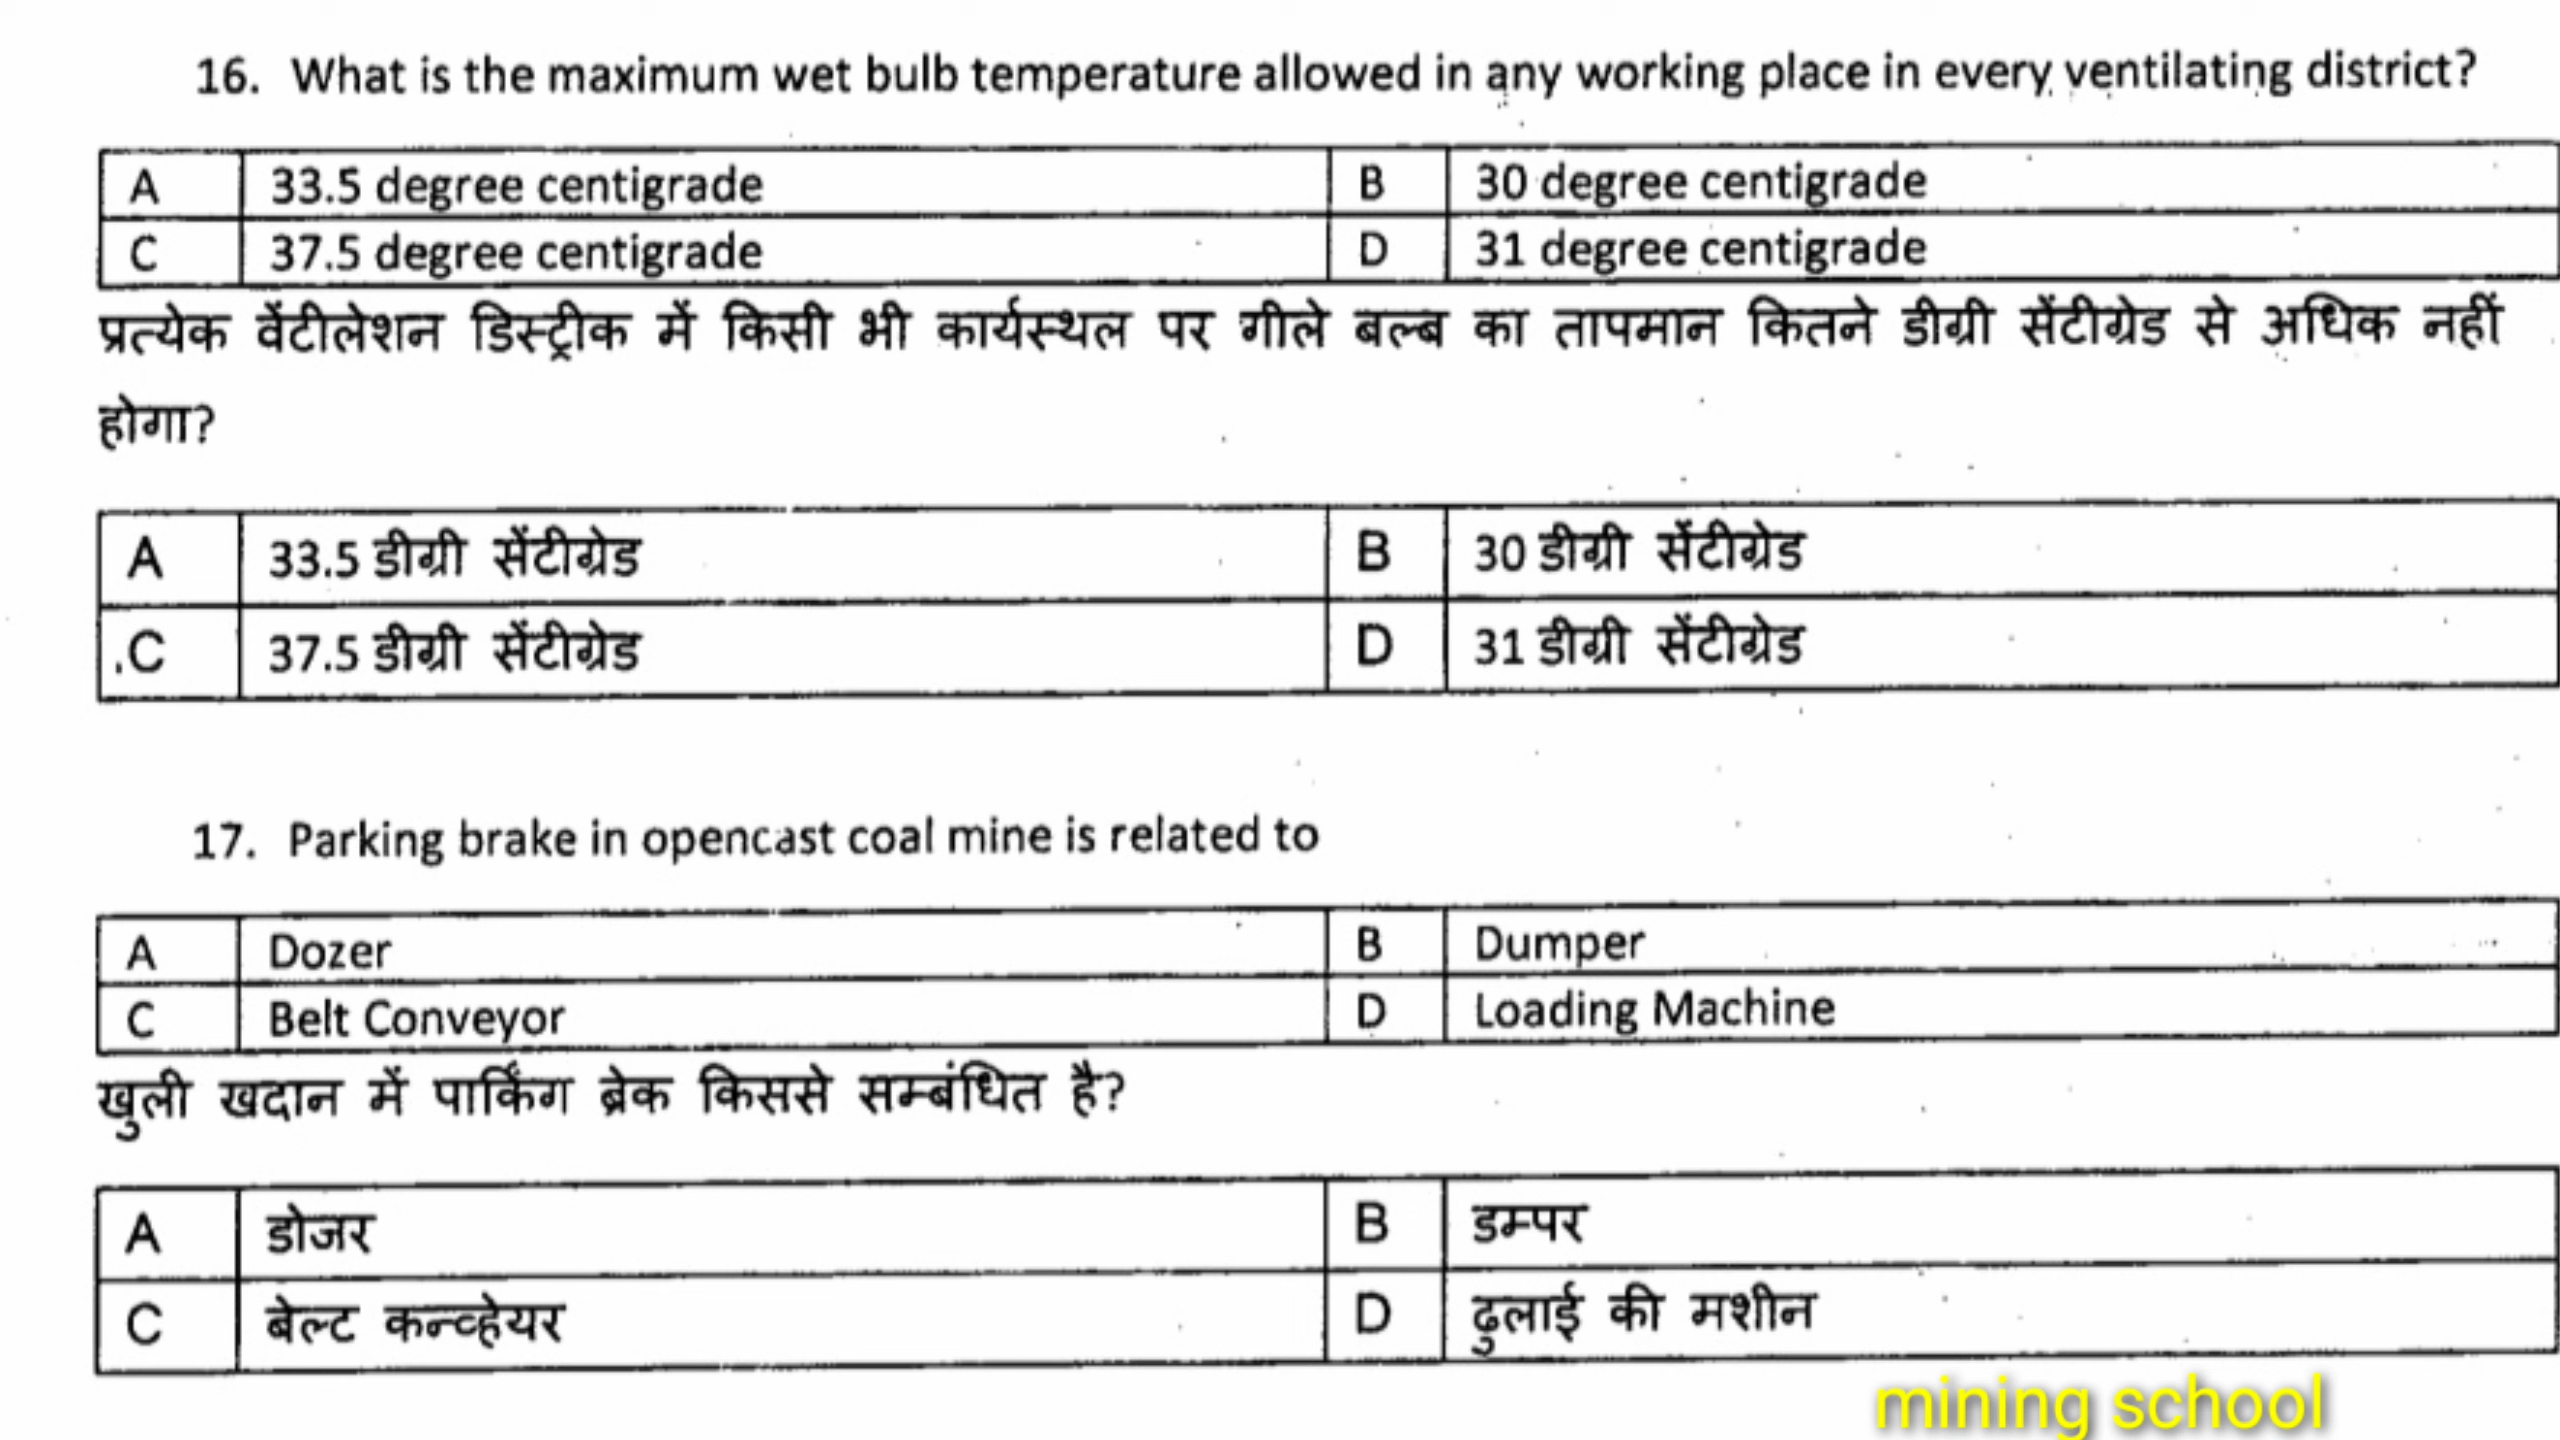 16. What is the maximum wet bulb temperature allowed in any working place in every ventilating district?
A 33.5 degree centigrade B 30 degree centigrade
C 37.5 degree centigrade D 31 degree centigrade
प्रत्येक वेंटीलेशन डिस्ट्रीक में किसी भी कार्यस्थल पर गीले बल्ब का तापमान कितने डीग्री सेंटीग्रेड से अधिक नहीं
होगा?
A 33.5 डीग्री सेंटीग्रेड B 30 डीग्री सेंटीग्रेड
.C 37.5 डीग्री सेंटीग्रेड D 31 डीग्री सेंटीग्रेड
17. Parking brake in opencast coal mine is related to
A Dozer B Dumper
C Belt Conveyor D Loading Machine
खुली खदान में पार्किंग ब्रेक किससे सम्बंधित है?
A डोजर B डम्पर
C बेल्ट कन्व्हेयर D ढुलाई की मशीन
mining school